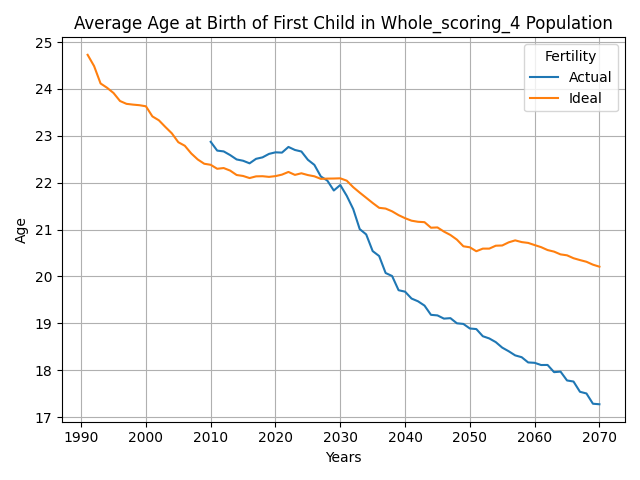 Average Age at Birth of First Child in Whole_scoring_4 Population
Fertility
Actual
Ideal
Age
25
24
23
22
21
20
19
18
17
1990 2000 2010 2020 2030 2040 2050 2060 2070
Years